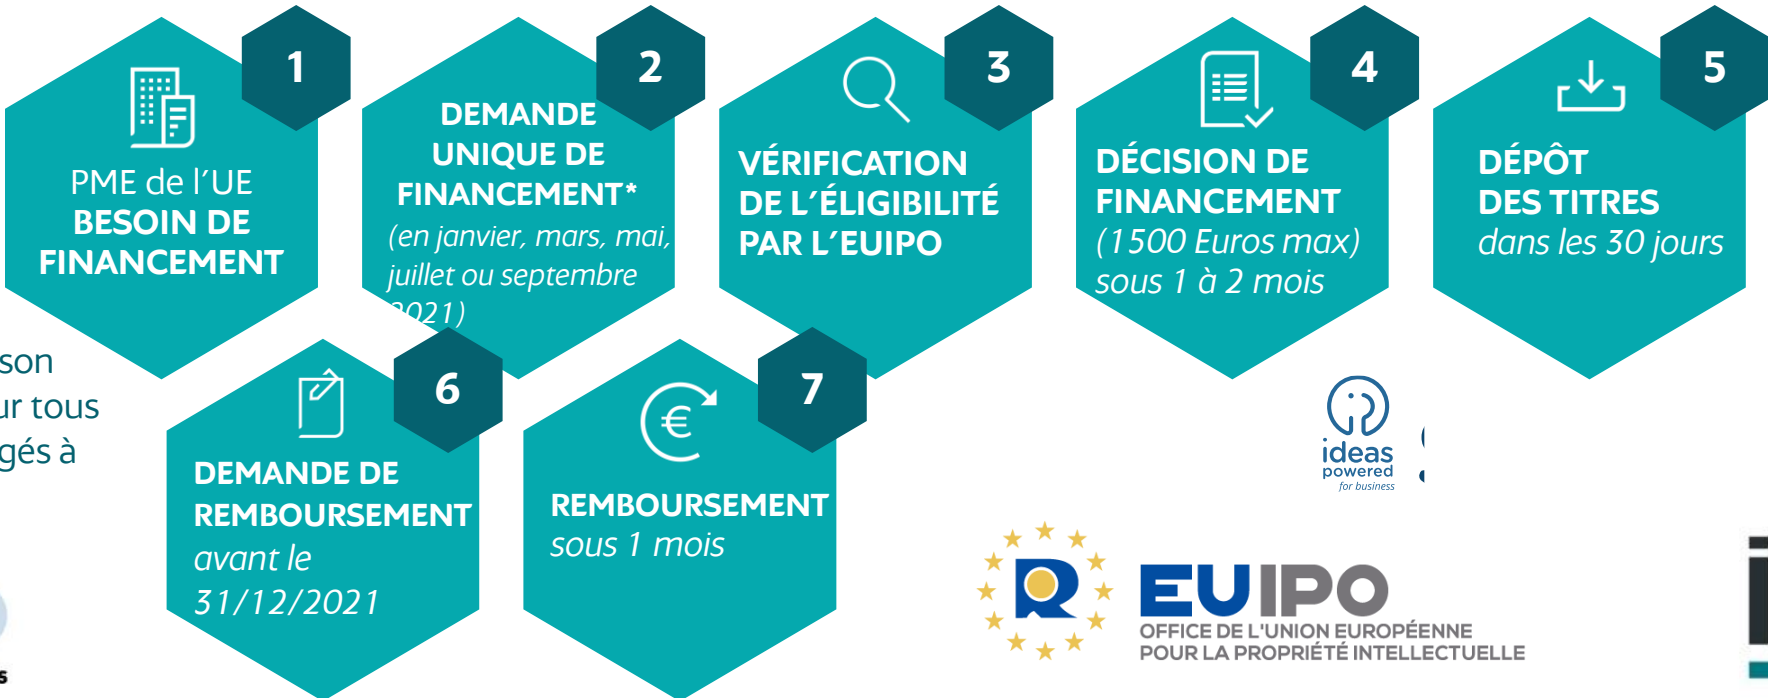 1
PME de l’UE
BESOIN DE
FINANCEMENT
2
DEMANDE
UNIQUE DE
FINANCEMENT*
(en janvier, mars, mai,
juillet ou septembre
2021)
3
VÉRIFICATION
DE L’ÉLIGIBILITÉ
PAR L’EUIPO
4
DÉCISION DE
FINANCEMENT
(1500 Euros max)
sous 1 à 2 mois
5
DÉPÔT
DES TITRES
dans les 30 jours
son
ur tous
gés à
6
DEMANDE DE
REMBOURSEMENT
avant le
31/12/2021
7
REMBOURSEMENT
sous 1 mois
ideas
powered
for business
EUIPO
OFFICE DE L'UNION EUROPÉENNE
POUR LA PROPRIÉTÉ INTELLECTUELLE
s